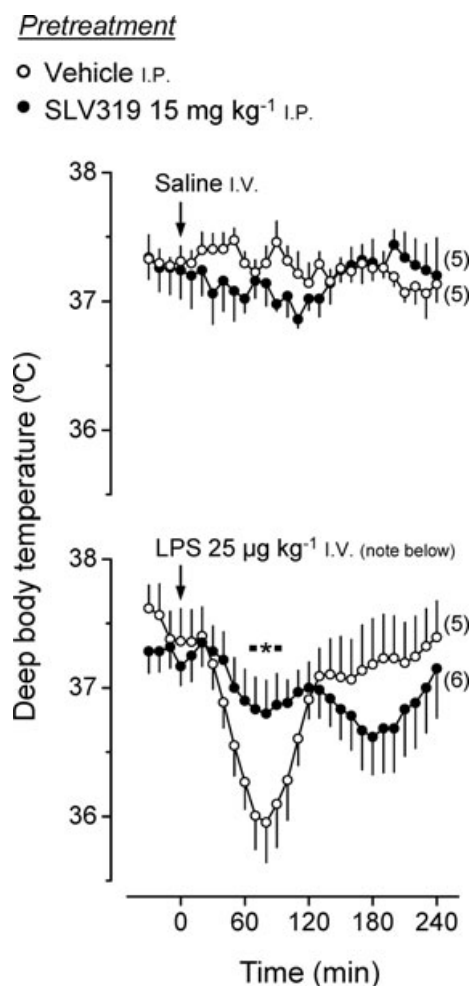 Pretreatment
Vehicle I.P.
SLV319 15 mg kg⁻¹ I.P.
38
Saline I.V.
(5)
(5)
37
36
Deep body temperature (ºC)
LPS 25 µg kg⁻¹ I.V. (note below)
38
*
(5)
(6)
37
36
0 60 120 180 240
Time (min)